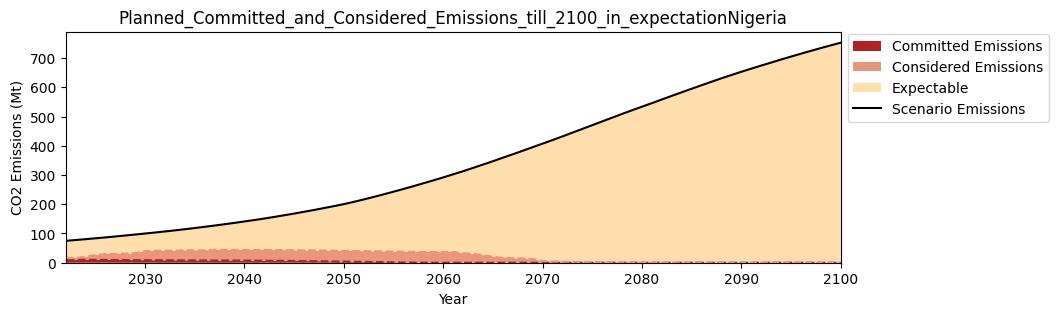 Planned_Committed_and_Considered_Emissions_till_2100_in_expectationNigeria
Committed Emissions
Considered Emissions
Expectable
Scenario Emissions
CO2 Emissions (Mt)
700
600
500
400
300
200
100
0
2030 2040 2050 2060 2070 2080 2090 2100
Year